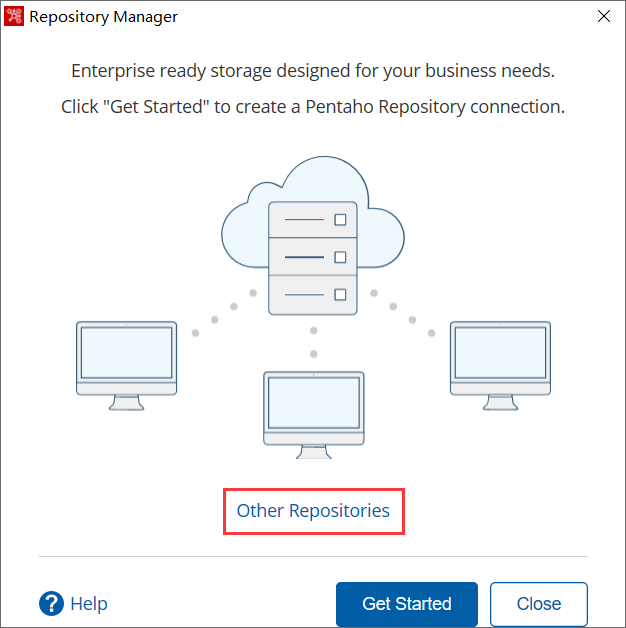 Repository Manager
Enterprise ready storage designed for your business needs.
Click "Get Started" to create a Pentaho Repository connection.
Other Repositories
? Help
Get Started
Close